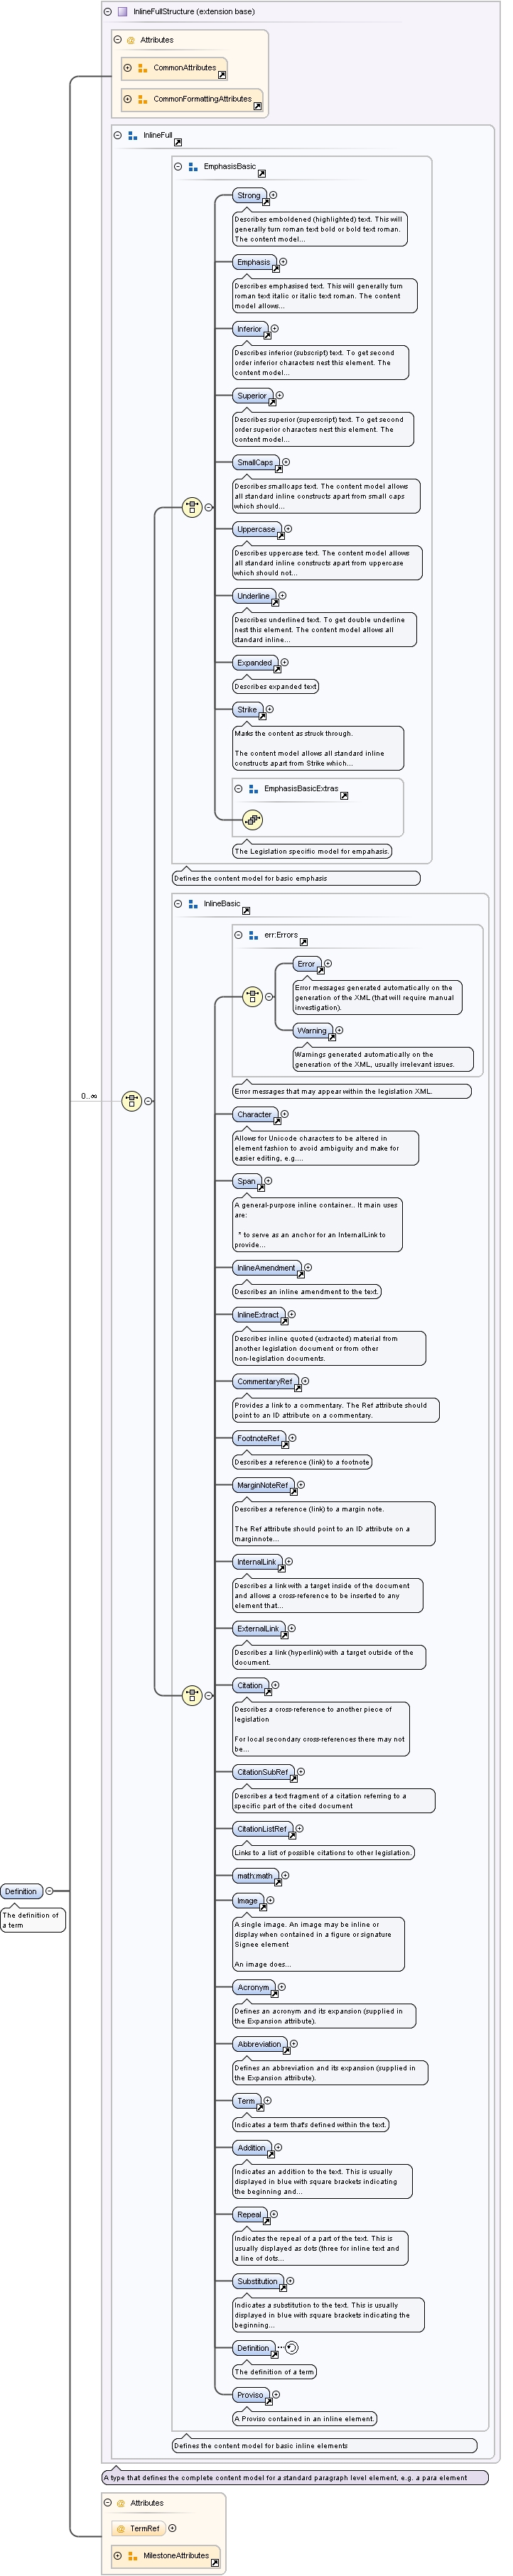 InlineFullStructure (extension base)
Attributes
CommonAttributes
CommonFormattingAttributes
InlineFull
EmphasisBasic
Strong
Describes emboldened (highlighted) text. This will
generally turn roman text bold or bold text roman.
The content model...
Emphasis
Describes emphasised text. This will generally turn
roman text italic or italic text roman. The content
model allows...
Inferior
Describes inferior (subscript) text. To get second
order inferior characters nest this element. The
content model...
Superior
Describes superior (superscript) text. To get second
order superior characters nest this element. The
content model...
SmallCaps
Describes smallcaps text. The content model allows
all standard inline constructs apart from small caps
which should...
Uppercase
Describes uppercase text. The content model allows
all standard inline constructs apart from uppercase
which should not...
Underline
Describes underlined text. To get double underline
nest this element. The content model allows all
standard inline...
Expanded
Describes expanded text
Strike
Marks the content as struck through.
The content model allows all standard inline
constructs apart from Strike which...
EmphasisBasicExtras
The Legislation specific model for empahasis.
Defines the content model for basic emphasis
InlineBasic
err:Errors
Error
Error messages generated automatically on the
generation of the XML (that will require manual
investigation).
Warning
Warnings generated automatically on the
generation of the XML, usually irrelevant issues.
Error messages that may appear within the legislation XML.
0..∞
Character
Allows for Unicode characters to be altered in
element fashion to avoid ambiguity and make for
easier editing, e.g....
Span
A general-purpose inline container.. It main uses
are:
* to serve as an anchor for an InternalLink to
provide...
InlineAmendment
Describes an inline amendment to the text.
InlineExtract
Describes inline quoted (extracted) material from
another legislation document or from other
non-legislation documents.
CommentaryRef
Provides a link to a commentary. The Ref attribute should
point to an ID attribute on a commentary.
FootnoteRef
Describes a reference (link) to a footnote
MarginNoteRef
Describes a reference (link) to a margin note.
The Ref attribute should point to an ID attribute on a
marginnote...
InternalLink
Describes a link with a target inside of the document
and allows a cross-reference to be inserted to any
element that...
ExternalLink
Describes a link (hyperlink) with a target outside of the
document.
Citation
Describes a cross-reference to another piece of
legislation
For local secondary cross-references there may not
be...
CitationSubRef
Describes a text fragment of a citation referring to a
specific part of the cited document
CitationListRef
Links to a list of possible citations to other legislation.
math:math
Definition
The definition of
a term
Image
A single image. An image may be inline or
display when contained in a figure or signature
Signee element
An image does...
Acronym
Defines an acronym and its expansion (supplied in
the Expansion attribute).
Abbreviation
Defines an abbreviation and its expansion (supplied in
the Expansion attribute).
Term
Indicates a term that's defined within the text.
Addition
Indicates an addition to the text. This is usually
displayed in blue with square brackets indicating
the beginning and...
Repeal
Indicates the repeal of a part of the text. This is
usually displayed as dots (three for inline text and
a line of dots...
Substitution
Indicates a substitution to the text. This is usually
displayed in blue with square brackets indicating the
beginning...
Definition
The definition of a term
Proviso
A Proviso contained in an inline element.
Defines the content model for basic inline elements
A type that defines the complete content model for a standard paragraph level element, e.g. a para element
Attributes
TermRef
MilestoneAttributes